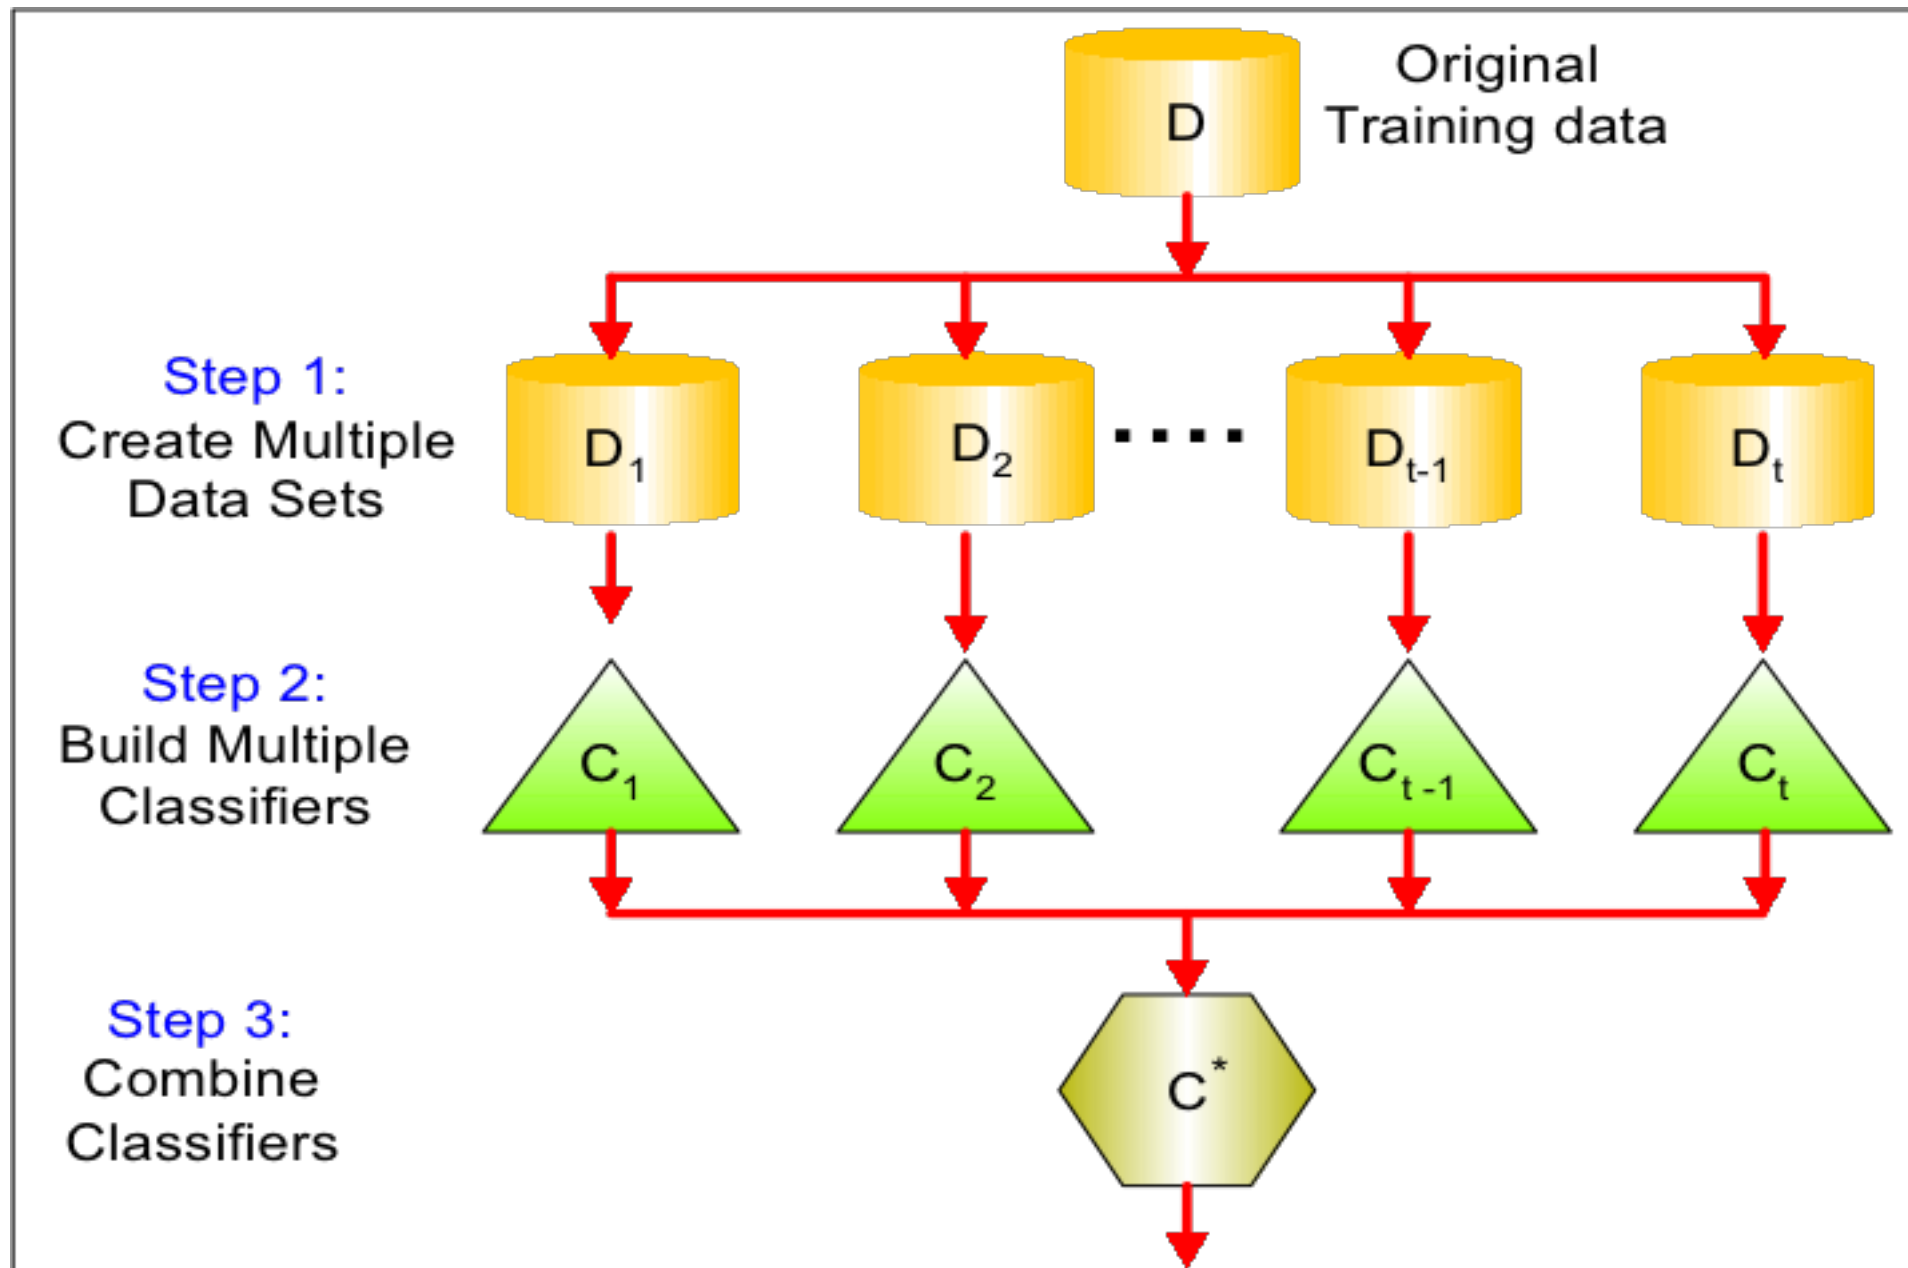 Original
Training data
D
Step 1:
Create Multiple
Data Sets
D1
D2
....
Dt-1
Dt
Step 2:
Build Multiple
Classifiers
C1
C2
Ct -1
Ct
Step 3:
Combine
Classifiers
C*